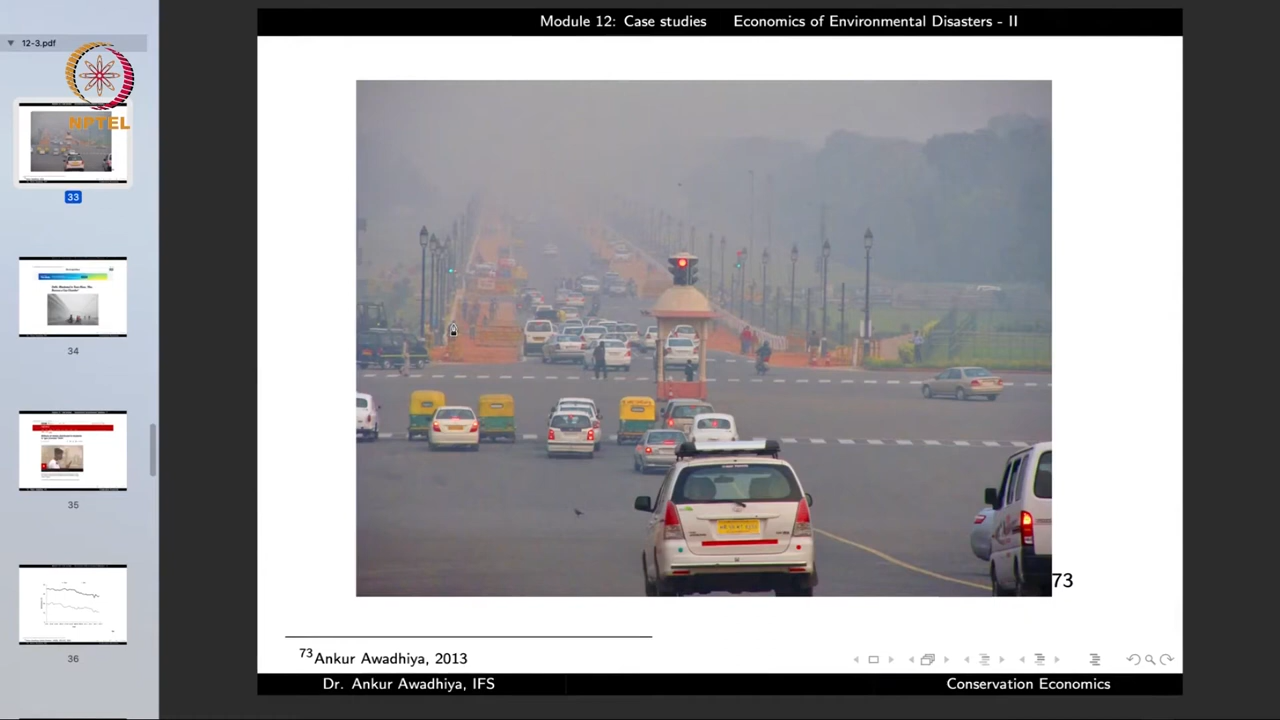 Module 12: Case studies Economics of Environmental Disasters - II
12-3.pdf
NPTEL
33
34
35
36
73
73 Ankur Awadhiya, 2013
Dr. Ankur Awadhiya, IFS Conservation Economics